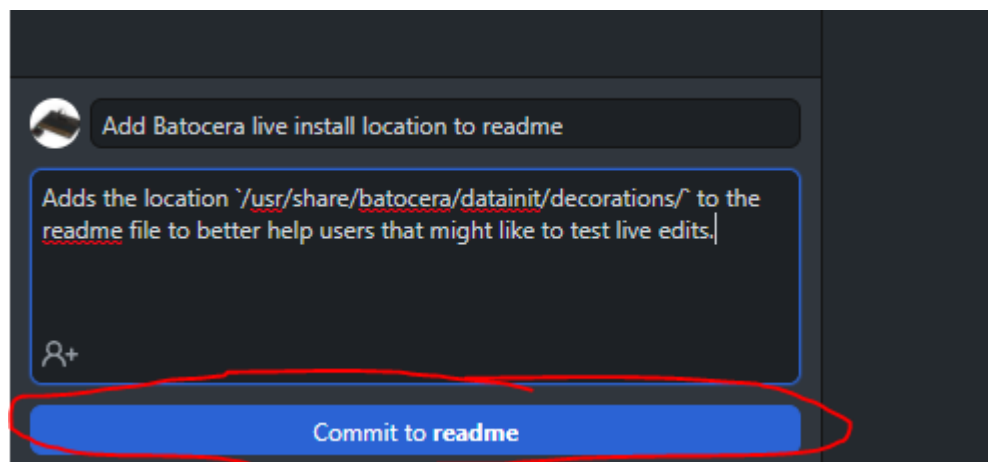 Add Batocera live install location to readme
Adds the location `/usr/share/batocera/datainit/decorations/` to the
readme file to better help users that might like to test live edits.
Commit to readme